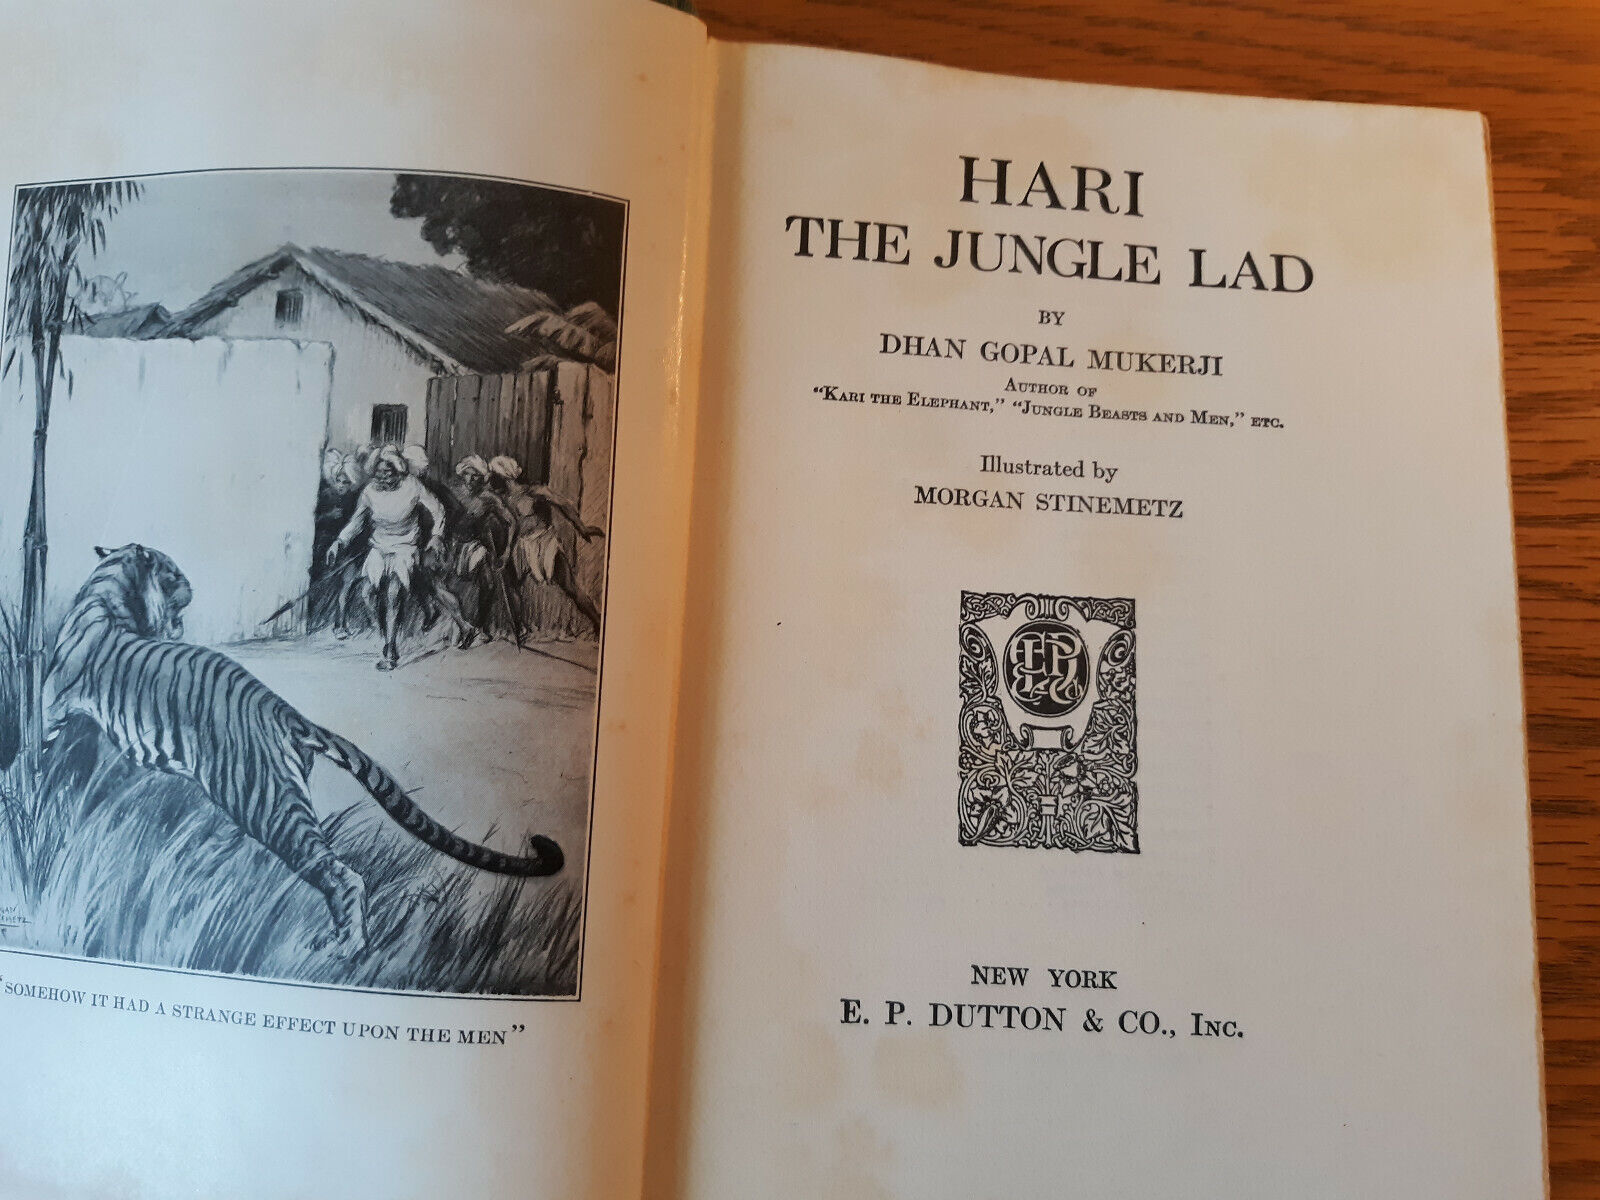 "SOMEHOW IT HAD A STRANGE EFFECT UPON THE MEN"
HARI
THE JUNGLE LAD
BY
DHAN GOPAL MUKERJI
AUTHOR OF
"KARI THE ELEPHANT," "JUNGLE BEASTS AND MEN," ETC.
Illustrated by
MORGAN STINEMETZ
NEW YORK
E. P. DUTTON & CO., INC.